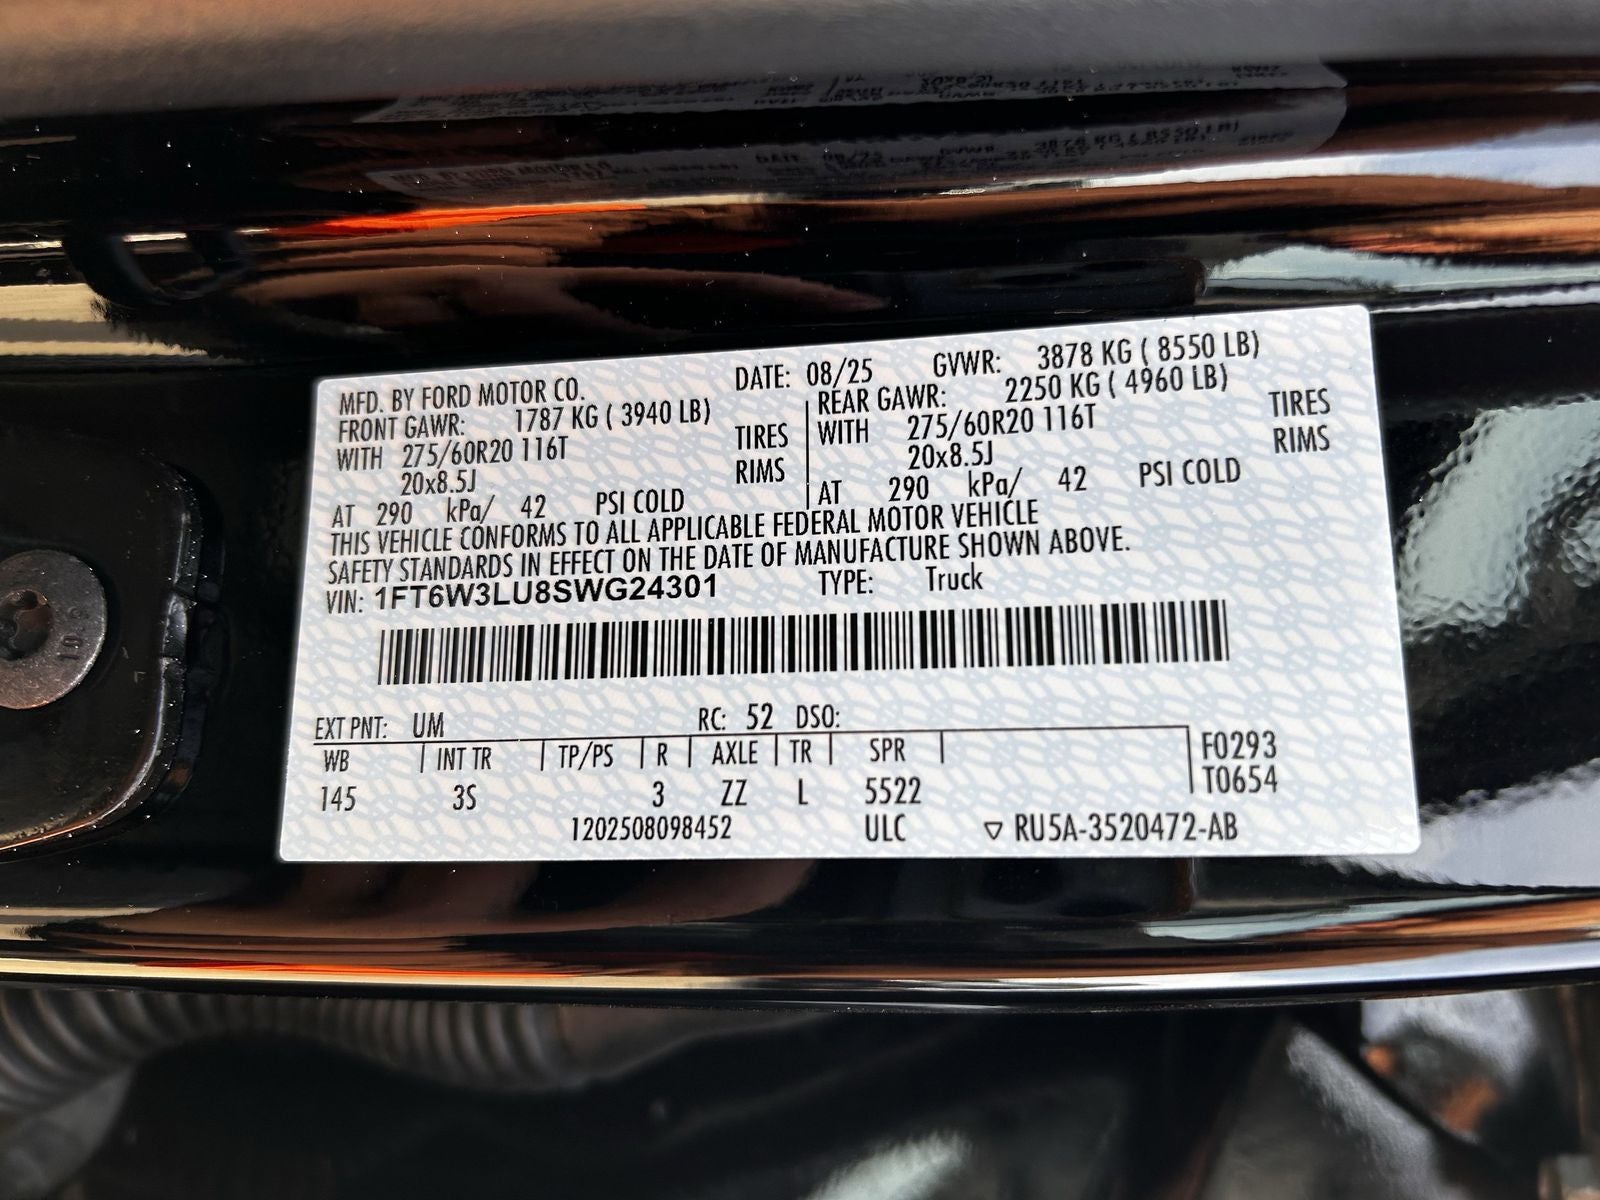 MFD. BY FORD MOTOR CO. DATE: 08/25 GVWR: 3878 KG ( 8550 LB)
FRONT GAWR: 1787 KG ( 3940 LB) REAR GAWR: 2250 KG ( 4960 LB)
WITH 275/60R20 116T TIRES WITH 275/60R20 116T TIRES
20x8.5J RIMS 20x8.5J RIMS
AT 290 kPa/ 42 PSI COLD AT 290 kPa/ 42 PSI COLD
THIS VEHICLE CONFORMS TO ALL APPLICABLE FEDERAL MOTOR VEHICLE
SAFETY STANDARDS IN EFFECT ON THE DATE OF MANUFACTURE SHOWN ABOVE.
VIN: 1FT6W3LU8SWG24301 TYPE: Truck
EXT PNT: UM RC: 52 DSO:
WB INT TR TP/PS R AXLE TR SPR F0293
145 3S 3 ZZ L 5522 T0654
1202508098452 ULC ▽ RU5A-3520472-AB